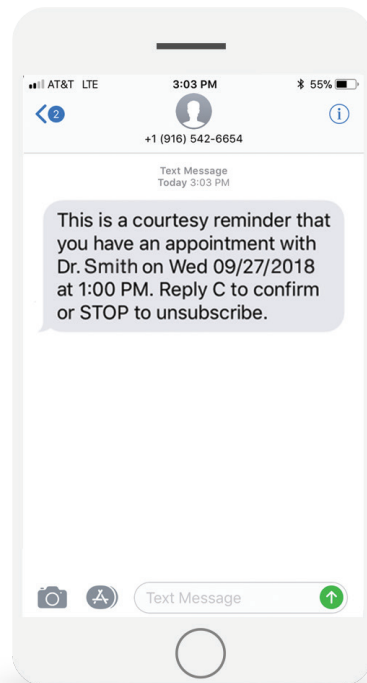 AT&T LTE 3:03 PM 55%
2
+1 (916) 542-6654
Text Message
Today 3:03 PM
This is a courtesy reminder that
you have an appointment with
Dr. Smith on Wed 09/27/2018
at 1:00 PM. Reply C to confirm
or STOP to unsubscribe.
Text Message